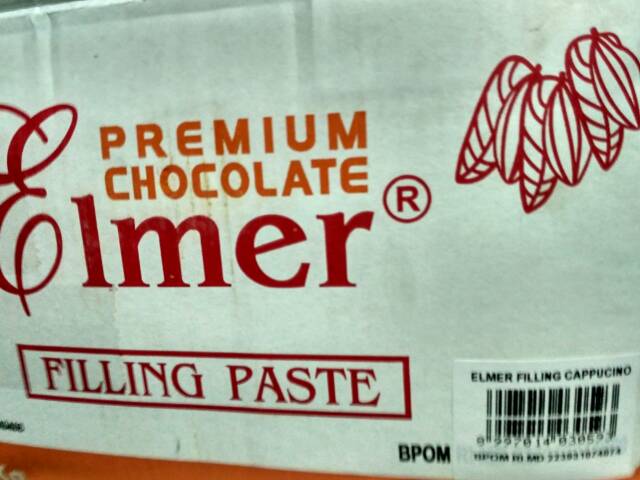 PREMIUM
CHOCOLATE
Elmer®
FILLING PASTE
ELMER FILLING CAPPUCINO
BPOM